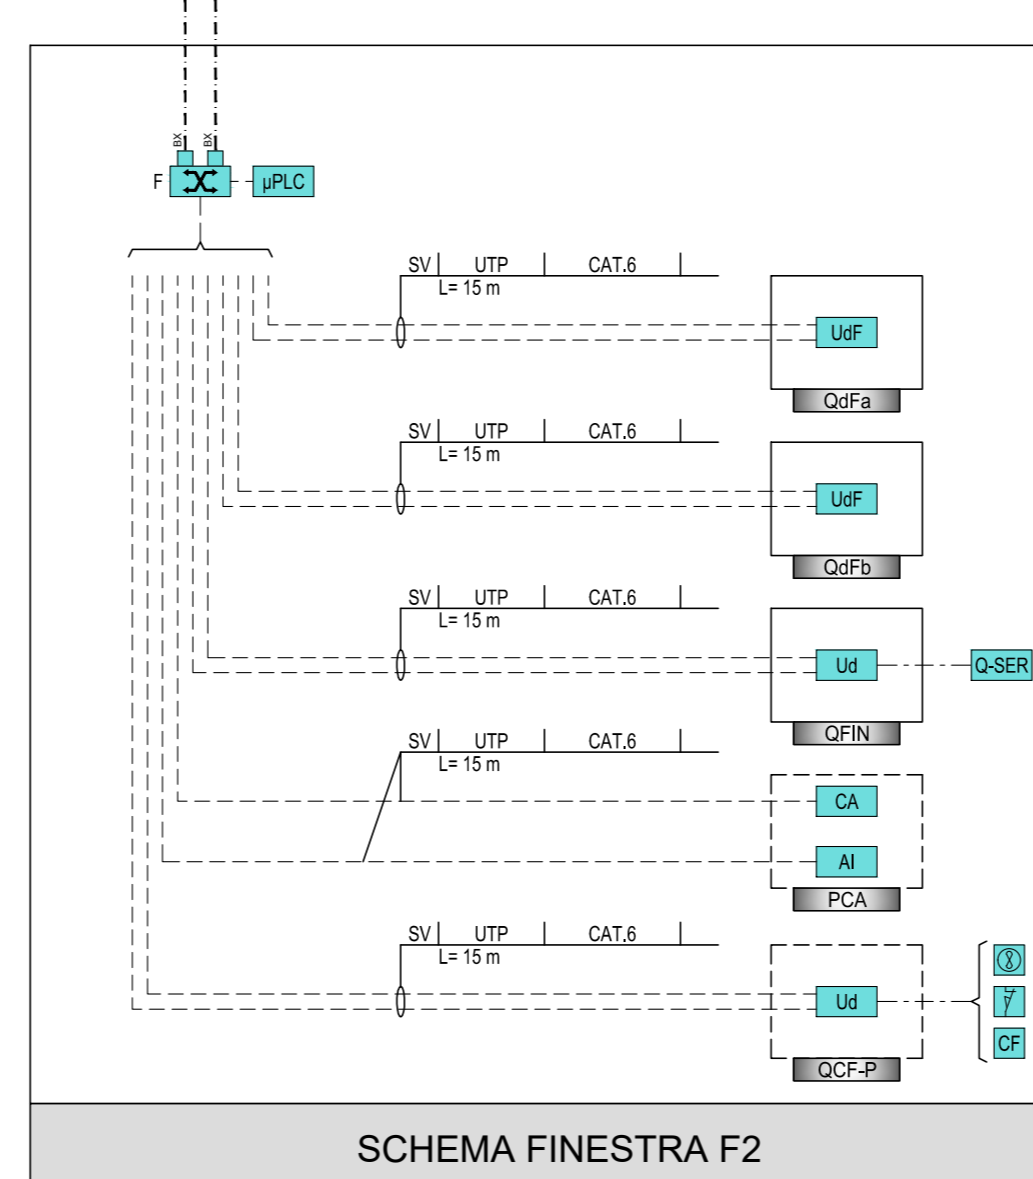 BX BX
F µPLC
SV UTP CAT.6
L= 15 m
UdF
QdFa
SV UTP CAT.6
L= 15 m
UdF
QdFb
SV UTP CAT.6
L= 15 m
Ud Q-SER
QFIN
SV UTP CAT.6
L= 15 m
CA
AI
PCA
SV UTP CAT.6
L= 15 m
Ud
CF
QCF-P
SCHEMA FINESTRA F2